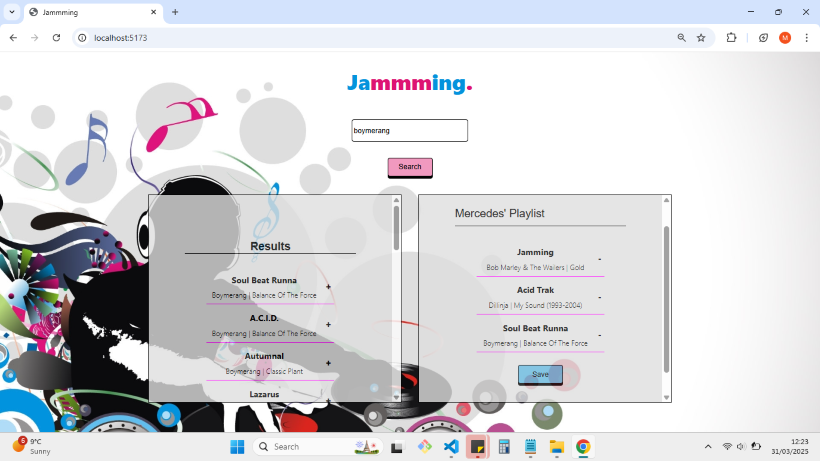 Jammming
localhost:5173
M
Jammming.
boymerang
Search
Results
Soul Beat Runna
Boymerang | Balance Of The Force
+
A.C.I.D.
Boymerang | Balance Of The Force
+
Autumnal
Boymerang | Classic Plant
+
Lazarus
+
Mercedes' Playlist
Jamming
Bob Marley & The Wailers | Gold
-
Acid Trak
Dillinja | My Sound (1993-2004)
-
Soul Beat Runna
Boymerang | Balance Of The Force
-
Save
6
9°C
Sunny
Search
12:23
31/03/2025